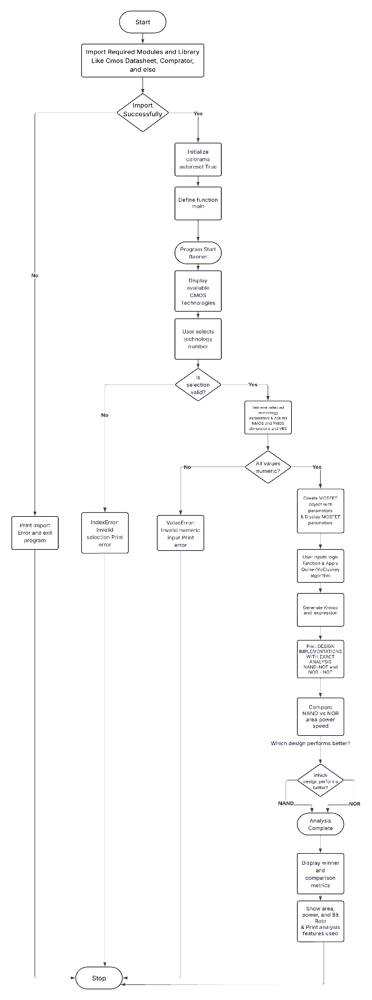 Start
Import Required Modules and Library
Like Cmos Datasheet, Comprator,
and else
Import
Successfully
Yes
Initialize
colorama
autoreset True
Define function
main
Program Start
Banner
No
Display
available
CMOS
Technologies
User selects
technology
number
Is
selection
valid?
Yes
No
Retrieve selected
technology
parameters & Ask for
NMOS and PMOS
dimensions and VBS
All values
numeric?
No
Yes
Create MOSFET
object with
parameters
& Display MOSFET
parameters
Print Import
Error and exit
program
IndexError:
Invalid
selection Print
error
ValueError:
Invalid numeric
input Print
error
User inputs logic
function & Apply
Quine-McCluskey
algorithm
Generate K-map
and expression
Print DESIGN
IMPLEMENTATIONS
WITH EXACT
ANALYSIS
NAND-NOT and
NOR - NOT
Compare
NAND vs NOR
area power
speed
Which design performs better?
Which
design performs
better?
NAND
NOR
Analysis
Complete
Display winner
and
comparison
metrics
Show area,
power, and Bit
Rate
& Print analysis
features used
Stop